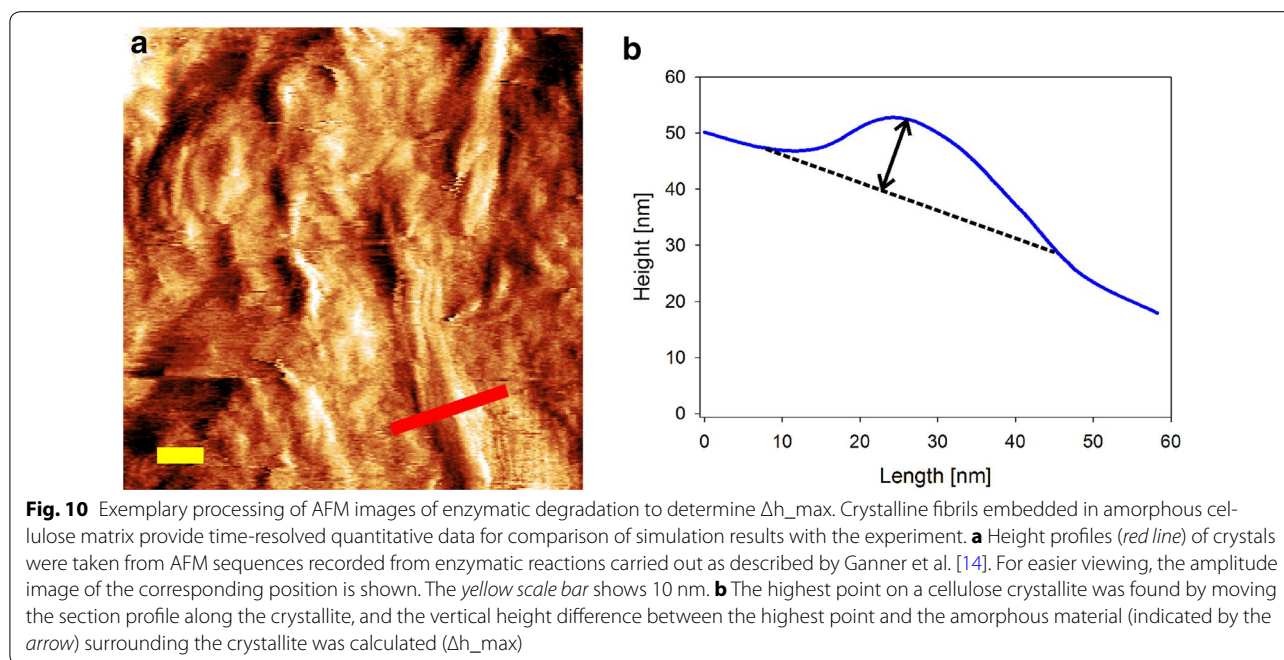 a
b
60
50
40
30
20
10
0
Height [nm]
0 10 20 30 40 50 60
Length [nm]
Fig. 10 Exemplary processing of AFM images of enzymatic degradation to determine Δh_max. Crystalline fibrils embedded in amorphous cel-
lulose matrix provide time-resolved quantitative data for comparison of simulation results with the experiment. a Height profiles (red line) of crystals
were taken from AFM sequences recorded from enzymatic reactions carried out as described by Ganner et al. [14]. For easier viewing, the amplitude
image of the corresponding position is shown. The yellow scale bar shows 10 nm. b The highest point on a cellulose crystallite was found by moving
the section profile along the crystallite, and the vertical height difference between the highest point and the amorphous material (indicated by the
arrow) surrounding the crystallite was calculated (Δh_max)